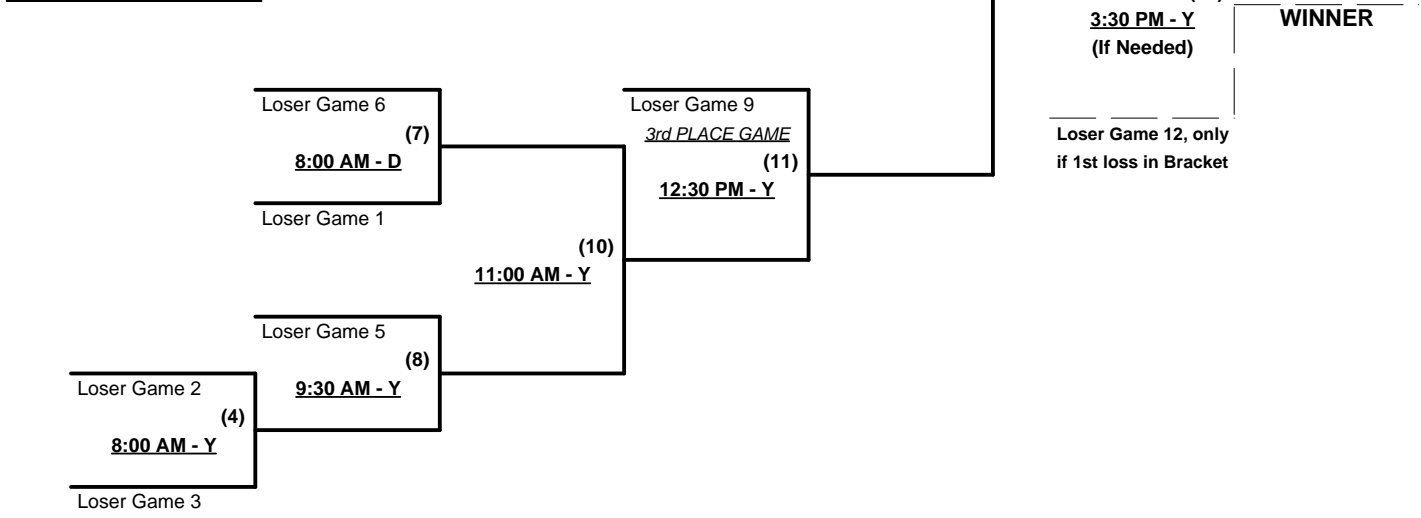 3:30 PM - Y
WINNER
(If Needed)
Loser Game 6
Loser Game 9
(7)
3rd PLACE GAME
8:00 AM - D
(11)
Loser Game 12, only
if 1st loss in Bracket
12:30 PM - Y
Loser Game 1
(10)
11:00 AM - Y
Loser Game 5
(8)
Loser Game 2
9:30 AM - Y
(4)
8:00 AM - Y
Loser Game 3